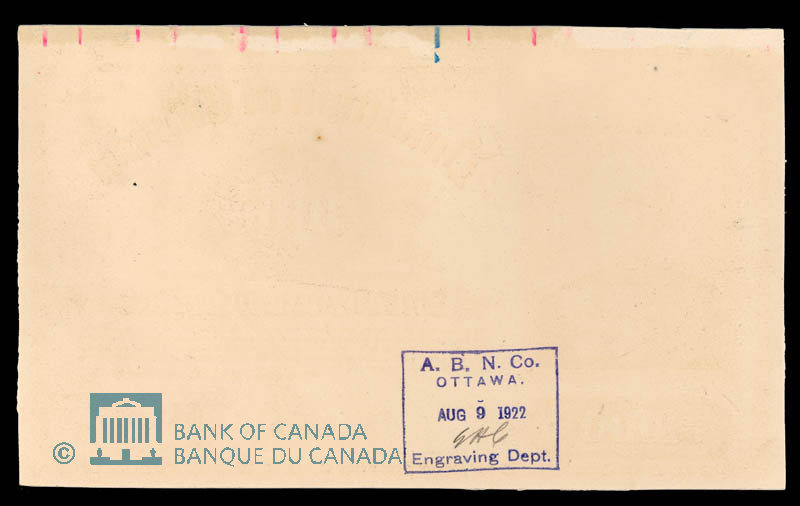 A. B. N. Co.
OTTAWA.
AUG 9 1922
Engraving Dept.
© BANK OF CANADA
BANQUE DU CANADA